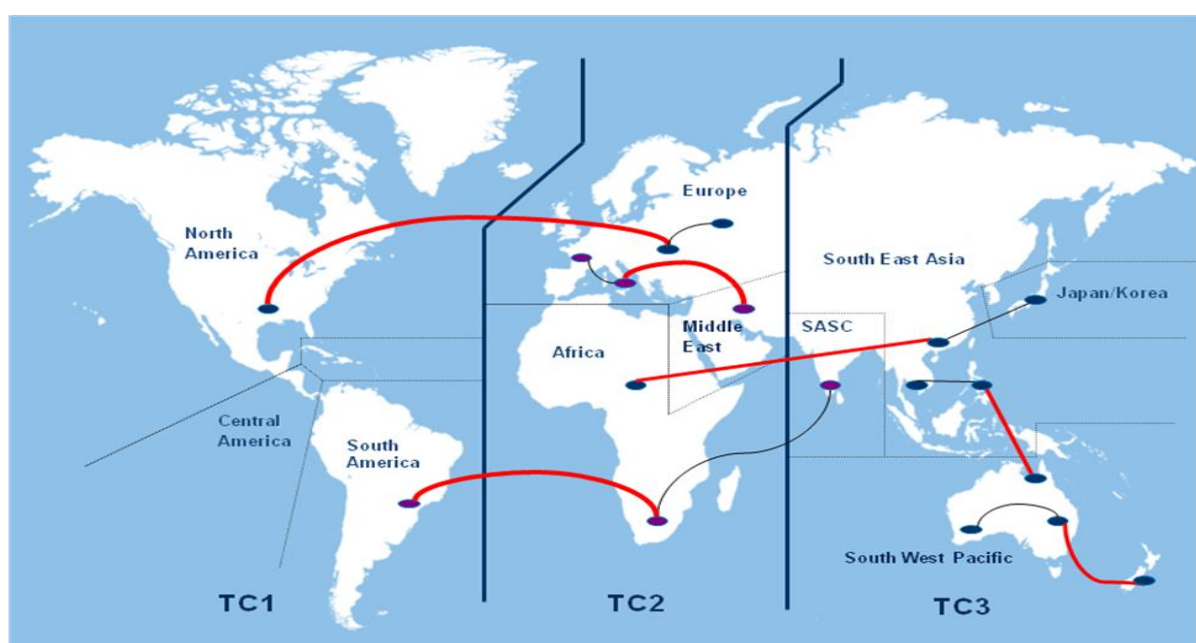 Europe
North
America
South East Asia
Japan/Korea
Middle
East
SASC
Africa
Central
America
South
America
South West Pacific
TC1
TC2
TC3